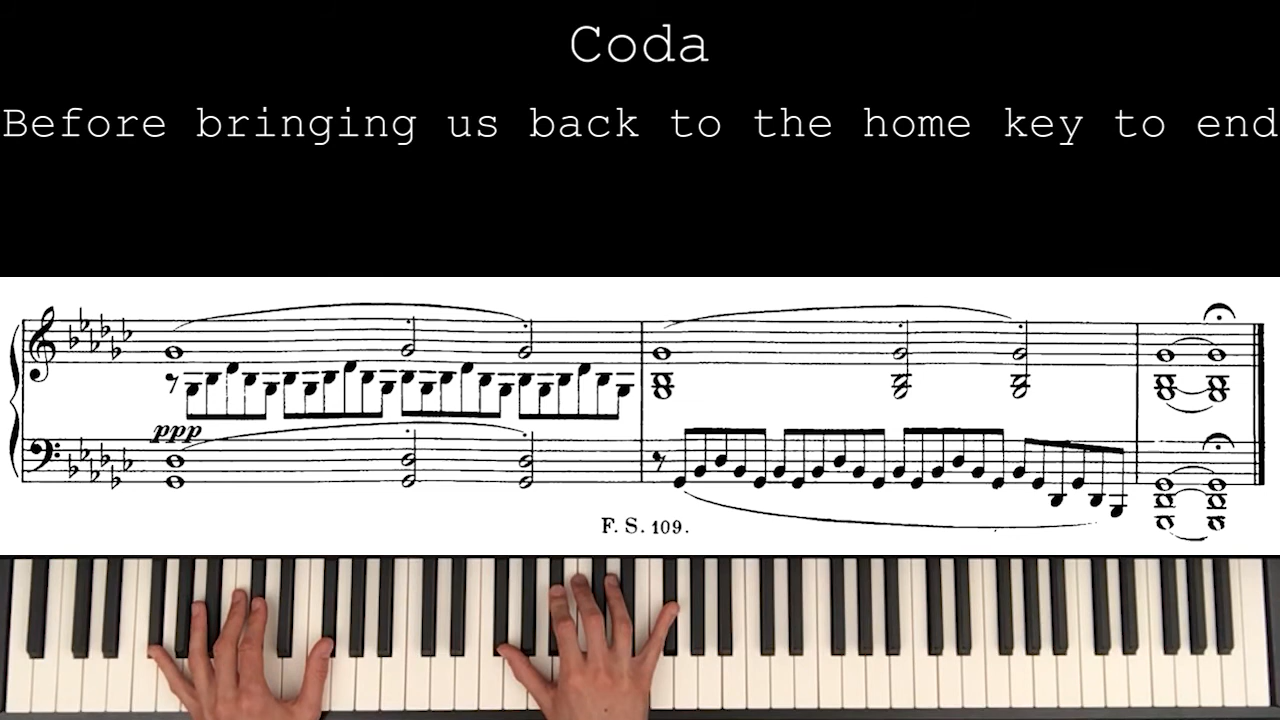 Coda
Before bringing us back to the home key to end
ppp
F. S. 109.